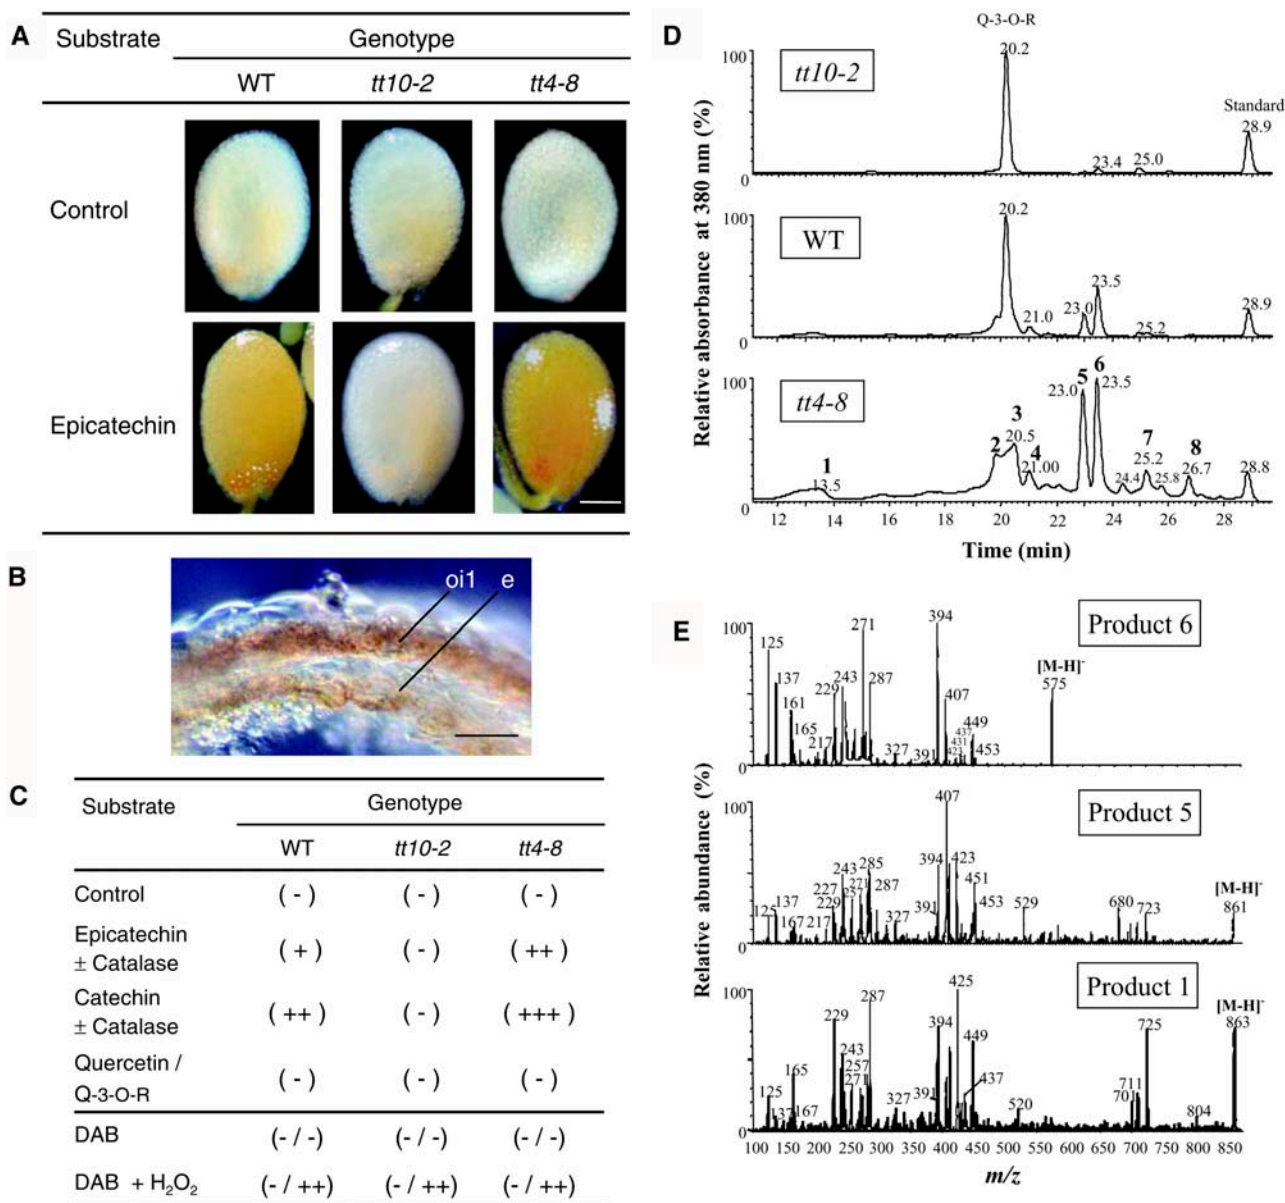 A
Substrate Genotype
WT tt10-2 tt4-8
Control
Epicatechin
B
oi1 e
C
Substrate Genotype
WT tt10-2 tt4-8
Control (-) (-) (-)
Epicatechin
± Catalase (+) (-) (++)
Catechin
± Catalase (++) (-) (+++)
Quercetin /
Q-3-O-R (-) (-) (-)
DAB (-/-) (-/-) (-/-)
DAB + H₂O₂ (-/++) (-/++) (-/++)
D
Relative absorbance at 380 nm (%)
Q-3-O-R
tt10-2
100
0
20.2
23.4
25.0
Standard
28.9
WT
100
0
20.2
21.0
23.0
23.5
25.2
28.9
tt4-8
100
0
1
13.5
2
3
20.5
4
21.00
5
23.0
6
23.5
24.4
7
25.2
25.8
8
26.7
28.8
12 14 16 18 20 22 24 26 28
Time (min)
E
Relative abundance (%)
Product 6
100
0
125
137
161
165
217
229
243
271
287
327
391
394
407
423
431
437
449
453
[M-H]⁻
575
Product 5
100
0
125
137
167
217
227
229
243
257
271
285
287
327
391
394
407
423
451
453
529
680
723
[M-H]⁻
861
Product 1
100
0
125
137
165
167
229
243
257
271
287
327
391
394
425
437
449
520
701
711
725
804
[M-H]⁻
863
100 150 200 250 300 350 400 450 500 550 600 650 700 750 800 850
m/z